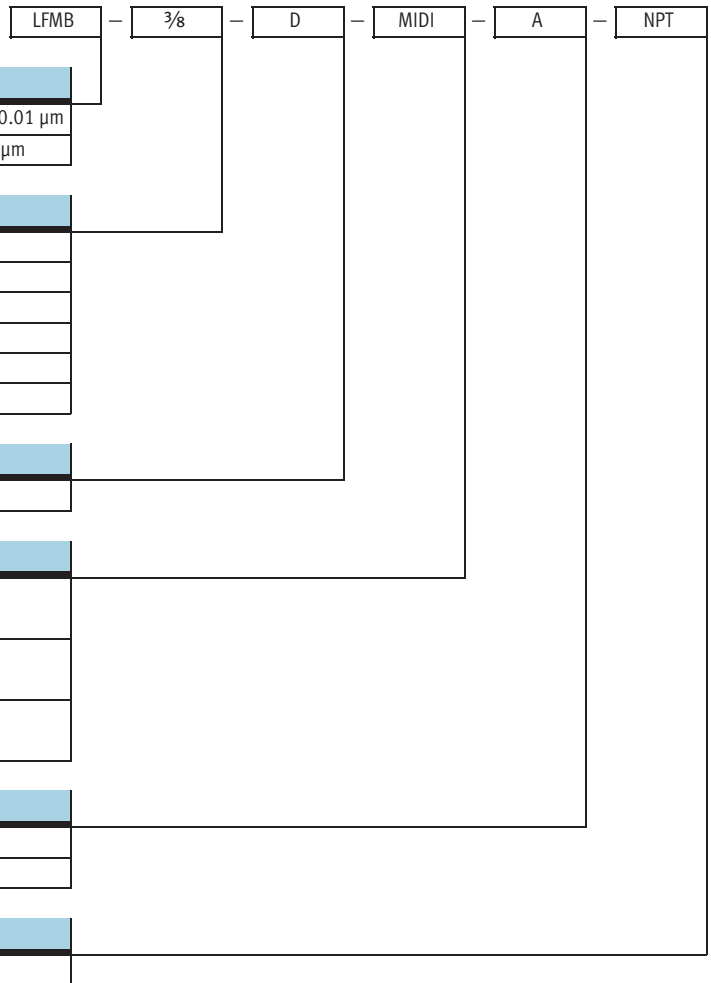 LFMB – ⅜ – D – MIDI – A – NPT
0.01 µm
µm